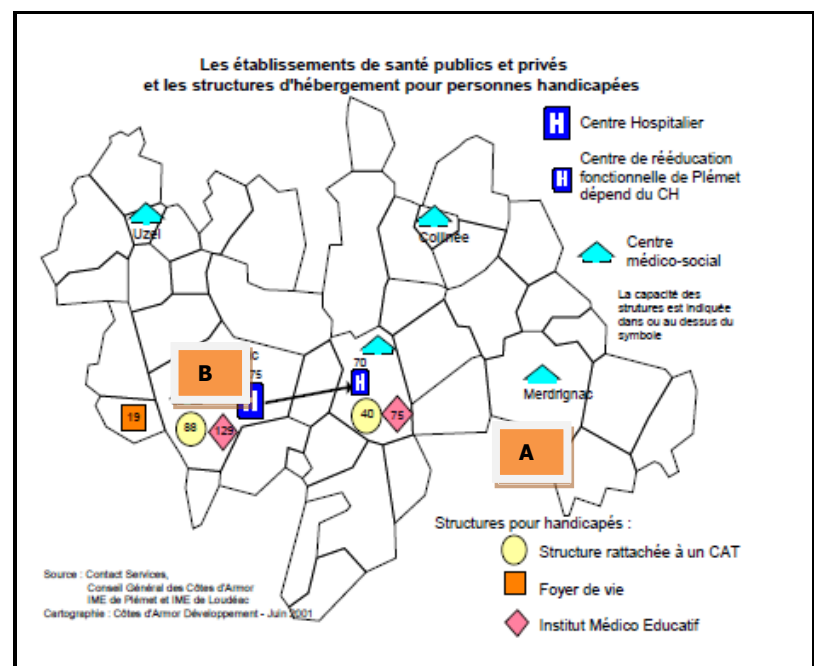 Les établissements de santé publics et privés
et les structures d'hébergement pour personnes handicapées
Centre Hospitalier
Centre de rééducation
fonctionnelle de Plémet
dépend du CH
Centre
médico-social
La capacité des
strutures est indiquée
dans ou au dessus du
symbole
H
H
Uzel
Collinée
B
c
75
H
70
H
Merdrignac
19
88
129
40
75
A
Structures pour handicapés :
Structure rattachée à un CAT
Foyer de vie
Institut Médico Educatif
Source : Contact Services,
Conseil Général des Côtes d'Armor
IME de Plémet et IME de Loudéac
Cartographie : Côtes d'Armor Développement - Juin 2001